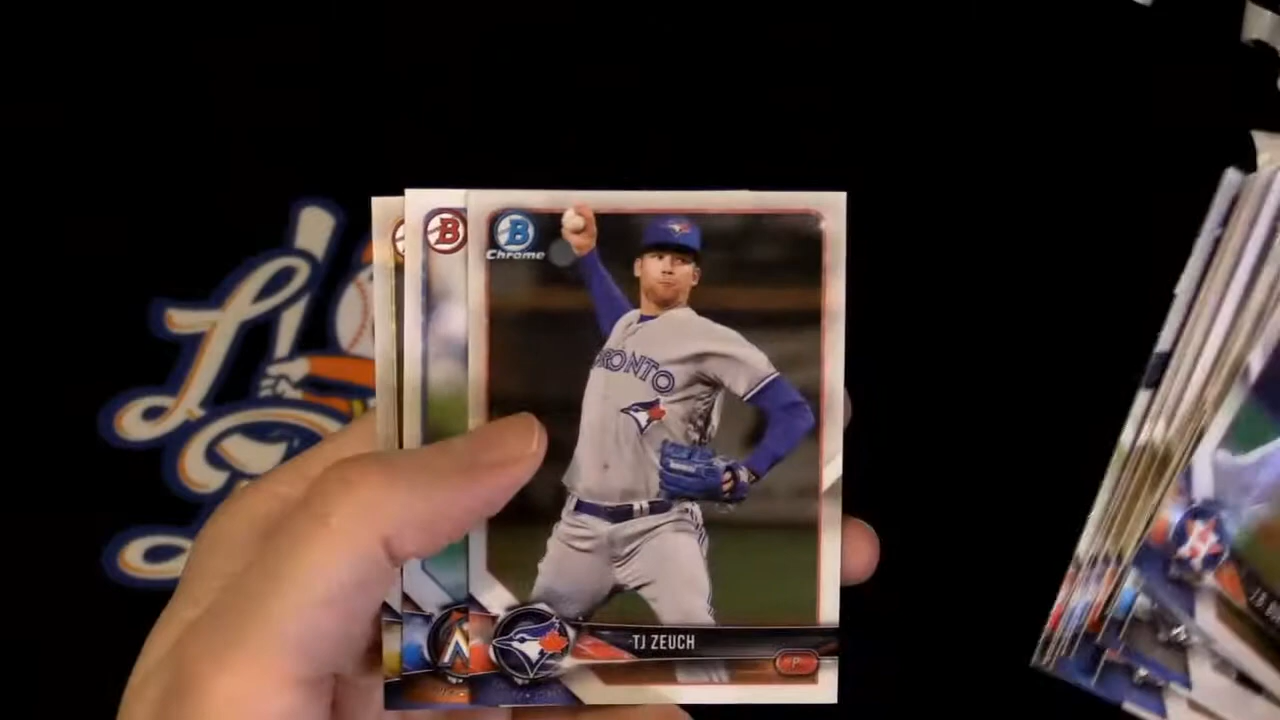 B
B
Chrome
TORONTO
TJ ZEUCH
P